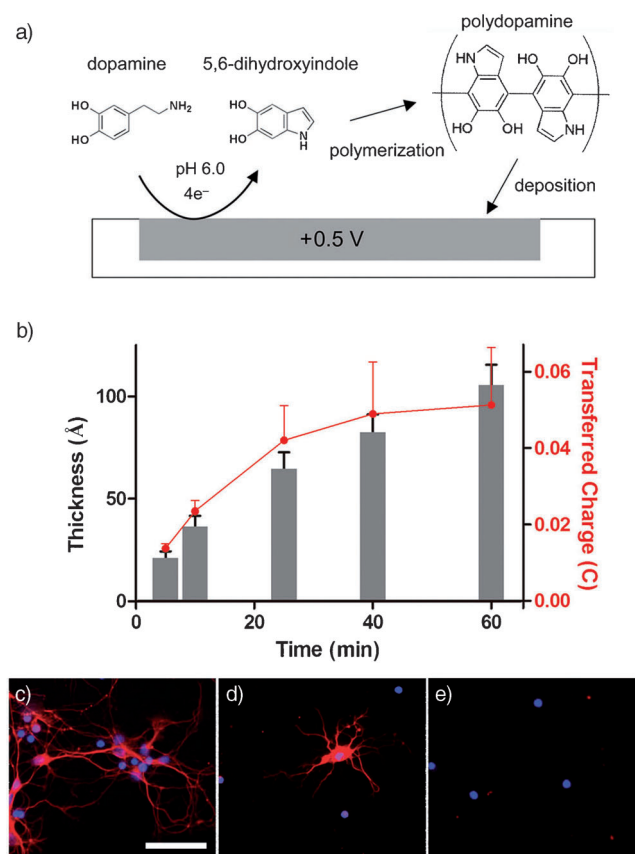 a)
dopamine
5,6-dihydroxyindole
polydopamine
HO
HO
NH2
HO
HO
N
H
HN
OH
OH
HO
OH
NH
pH 6.0
4e⁻
polymerization
deposition
+0.5 V
b)
Thickness (Å)
100
50
0
0
20
40
60
Time (min)
0.06
0.04
0.02
0.00
Transferred Charge (C)
c)
d)
e)